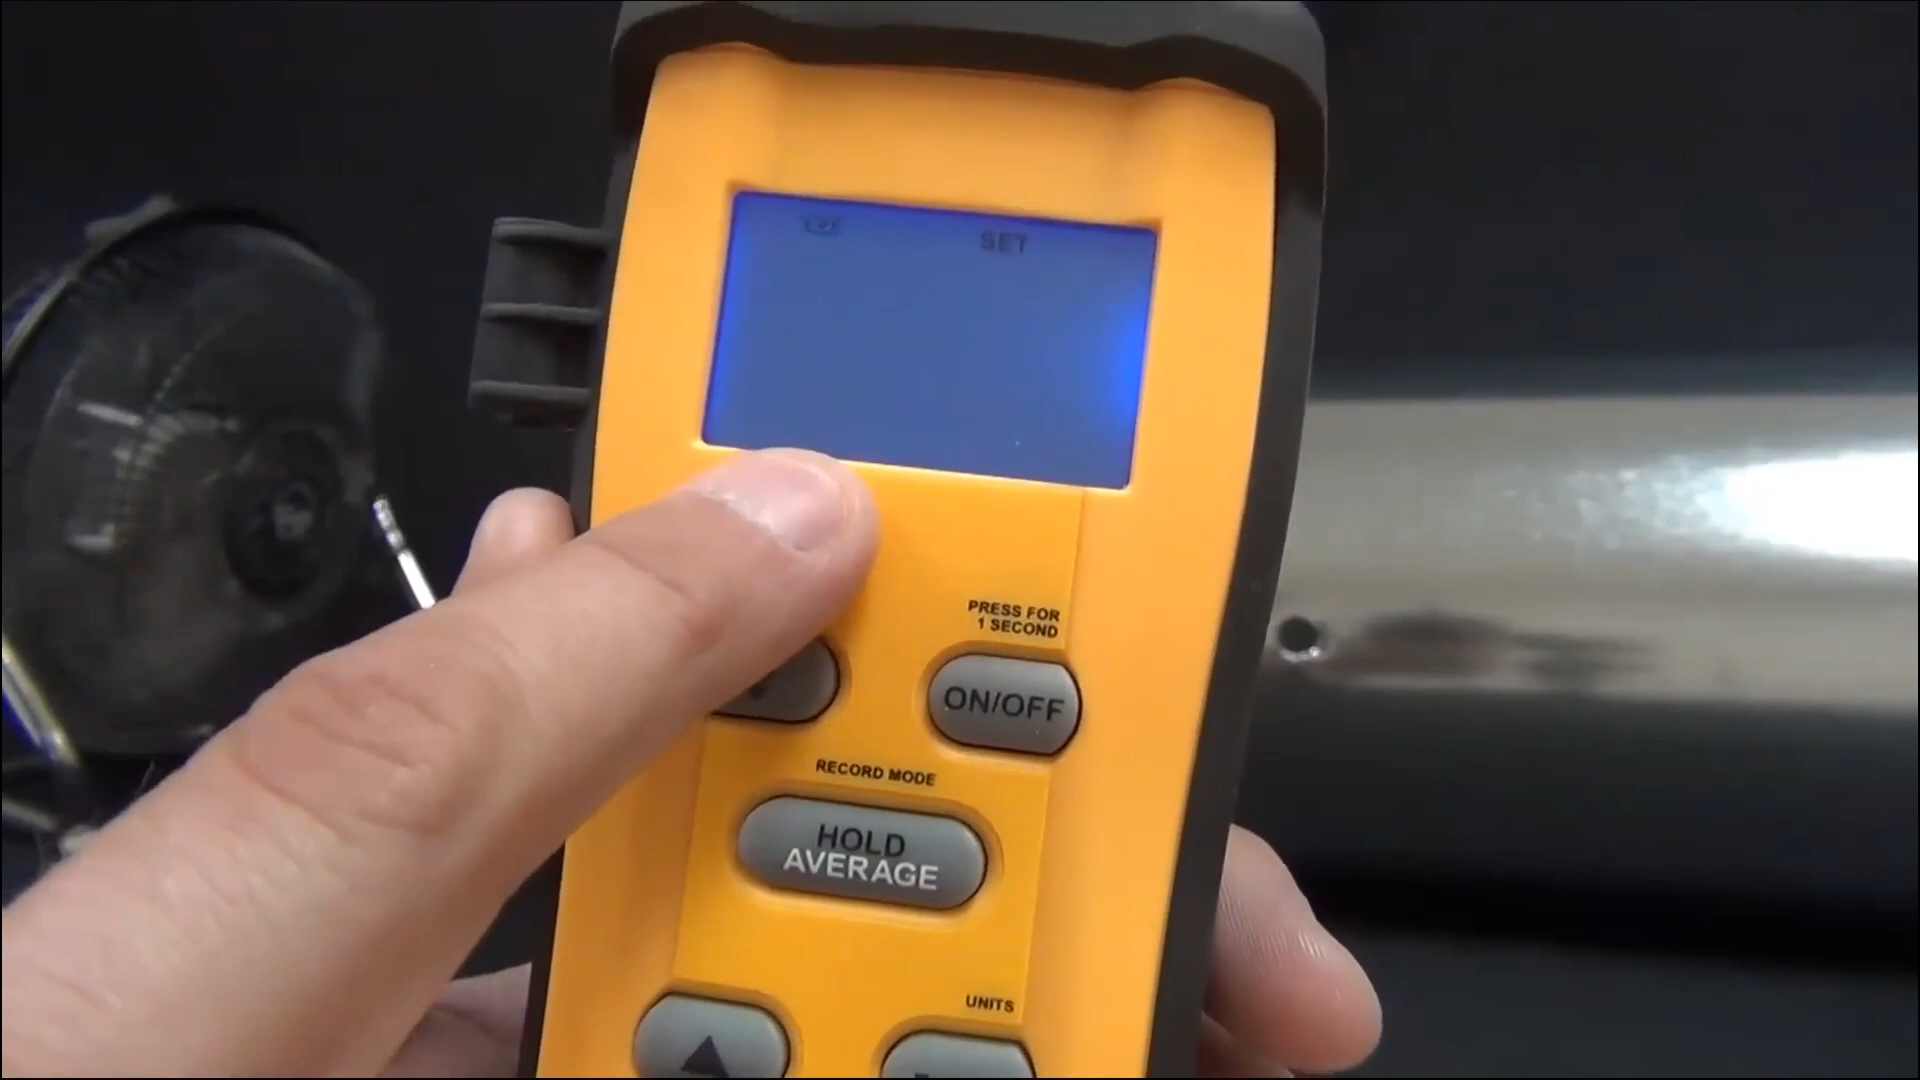 SET
PRESS FOR
1 SECOND
ON/OFF
RECORD MODE
HOLD
AVERAGE
UNITS